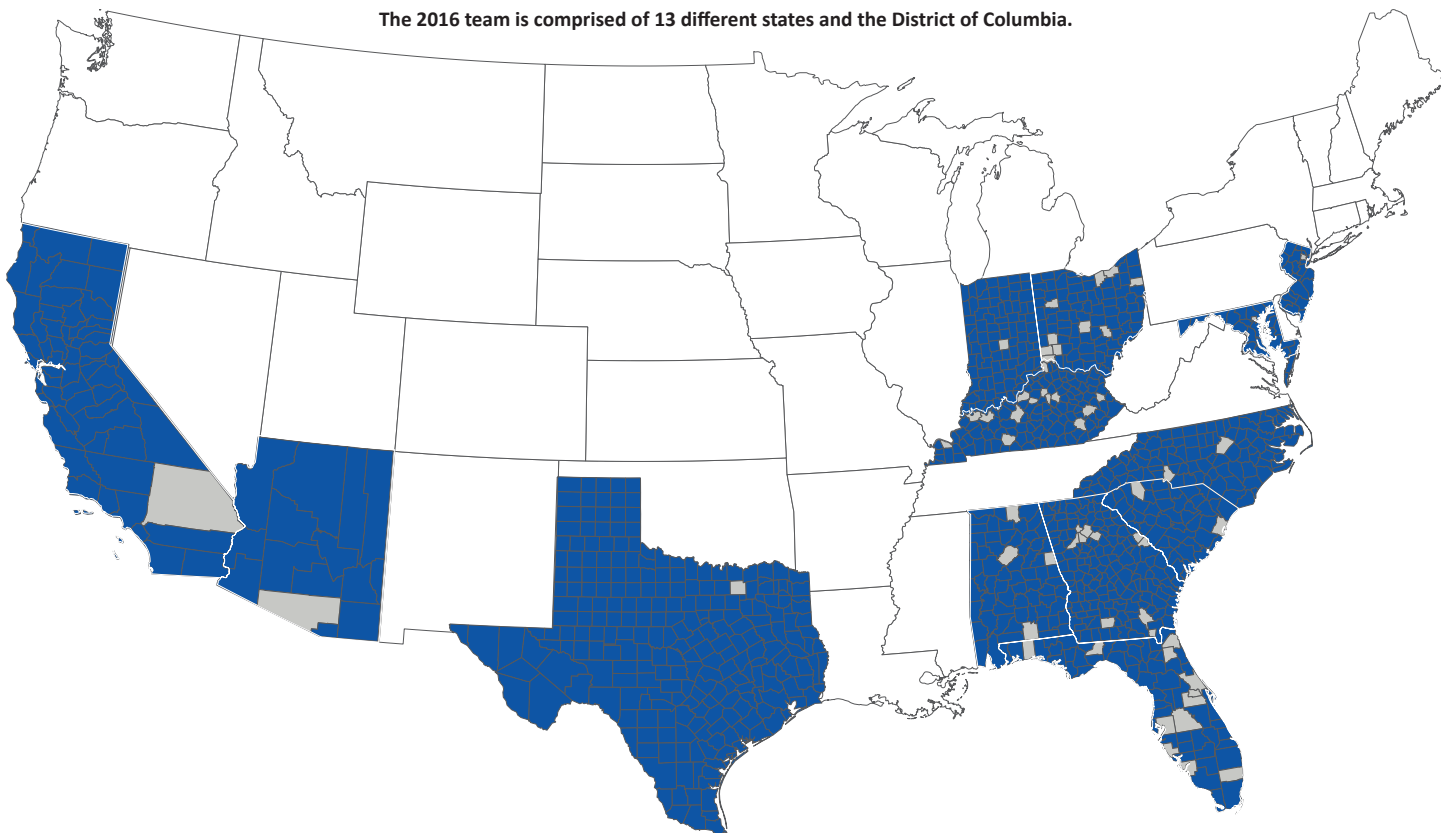 The 2016 team is comprised of 13 different states and the District of Columbia.